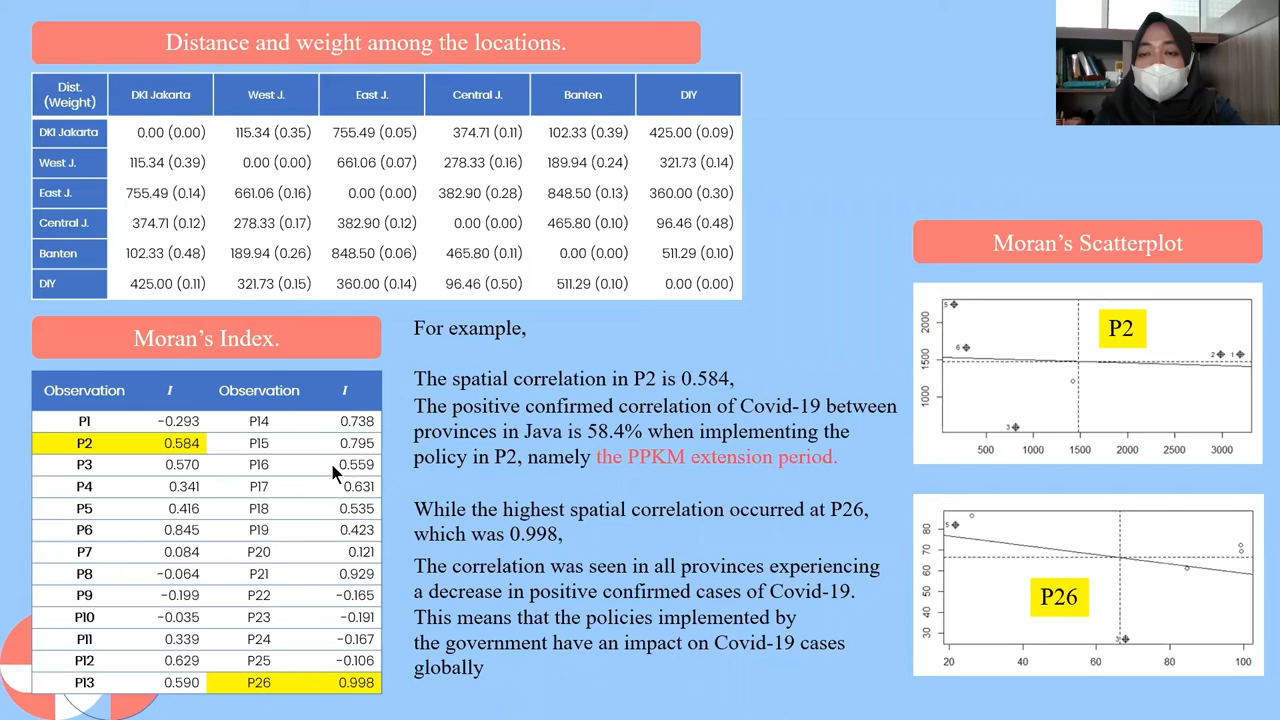 Distance and weight among the locations.
Dist. (Weight) DKI Jakarta West J. East J. Central J. Banten DIY
DKI Jakarta 0.00 (0.00) 115.34 (0.35) 755.49 (0.05) 374.71 (0.11) 102.33 (0.39) 425.00 (0.09)
West J. 115.34 (0.39) 0.00 (0.00) 661.06 (0.07) 278.33 (0.16) 189.94 (0.24) 321.73 (0.14)
East J. 755.49 (0.14) 661.06 (0.16) 0.00 (0.00) 382.90 (0.28) 848.50 (0.13) 360.00 (0.30)
Central J. 374.71 (0.12) 278.33 (0.17) 382.90 (0.12) 0.00 (0.00) 465.80 (0.10) 96.46 (0.48)
Banten 102.33 (0.48) 189.94 (0.26) 848.50 (0.06) 465.80 (0.11) 0.00 (0.00) 511.29 (0.10)
DIY 425.00 (0.11) 321.73 (0.15) 360.00 (0.14) 96.46 (0.50) 511.29 (0.10) 0.00 (0.00)
Moran's Index.
Observation I Observation I
P1 -0.293 P14 0.738
P2 0.584 P15 0.795
P3 0.570 P16 0.559
P4 0.341 P17 0.631
P5 0.416 P18 0.535
P6 0.845 P19 0.423
P7 0.084 P20 0.121
P8 -0.064 P21 0.929
P9 -0.199 P22 -0.165
P10 -0.035 P23 -0.191
P11 0.339 P24 -0.167
P12 0.629 P25 -0.106
P13 0.590 P26 0.998
For example,
The spatial correlation in P2 is 0.584,
The positive confirmed correlation of Covid-19 between
provinces in Java is 58.4% when implementing the
policy in P2, namely the PPKM extension period.
While the highest spatial correlation occurred at P26,
which was 0.998,
The correlation was seen in all provinces experiencing
a decrease in positive confirmed cases of Covid-19.
This means that the policies implemented by
the government have an impact on Covid-19 cases
globally
Moran's Scatterplot
P2
2000
1500
1000
5
6
2 1
3
500 1000 1500 2000 2500 3000
P26
80
70
60
50
40
30
5
3
20 40 60 80 100